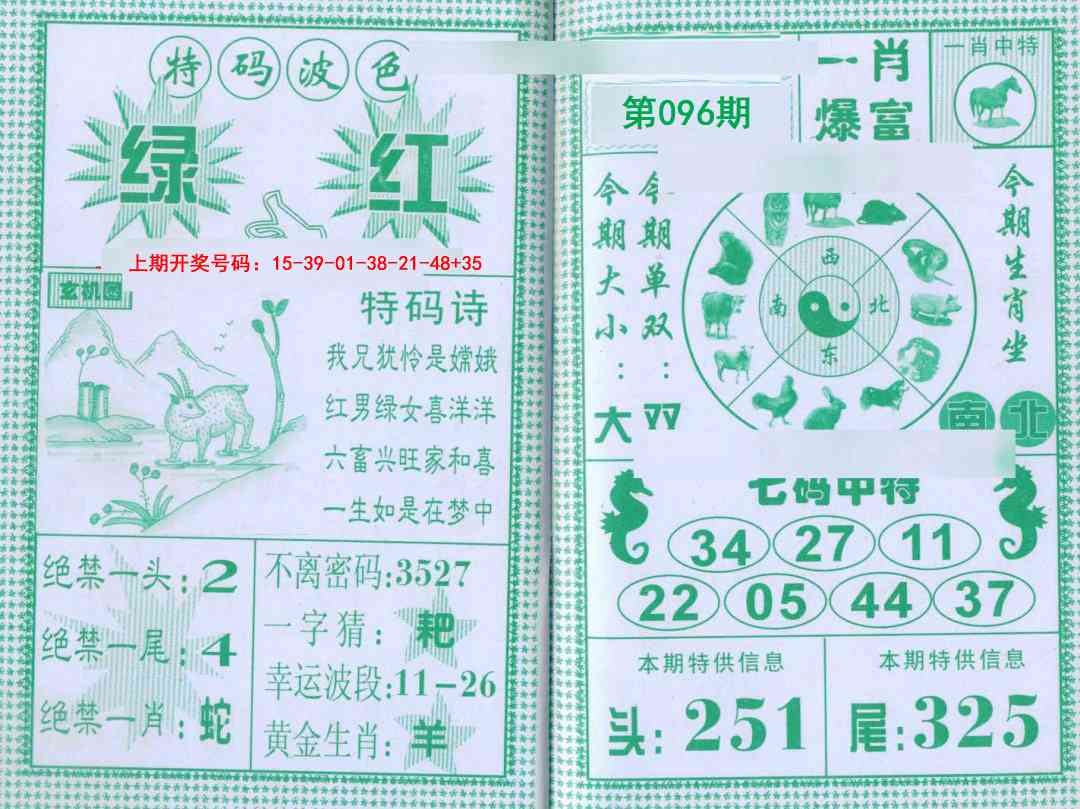 特码波色
绿 红
上期开奖号码：15-39-01-38-21-48+35
玄机图
特码诗
我兄犹怜是嫦娥
红男绿女喜洋洋
六畜兴旺家和喜
一生如是在梦中
绝禁一头：2
绝禁一尾：4
绝禁一肖：蛇
不离密码:3527
一字猜：耙
幸运波段:11-26
黄金生肖：羊
第096期
一肖
爆富
一肖中特
今期大小：大
今期单双：双
西
南 北
东
今期生肖坐
南 北
七码中特
34 27 11
22 05 44 37
本期特供信息
头：251
本期特供信息
尾:325